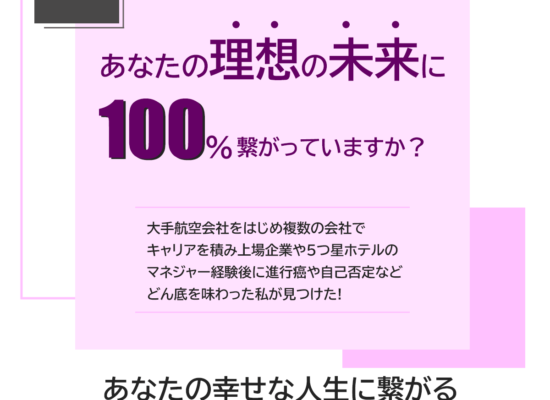 あなたの理想の未来に
100%繋がっていますか？
大手航空会社をはじめ複数の会社で
キャリアを積み上場企業や5つ星ホテルの
マネジャー経験後に進行癌や自己否定など
どん底を味わった私が見つけた!
あなたの幸せな人生に繋がる